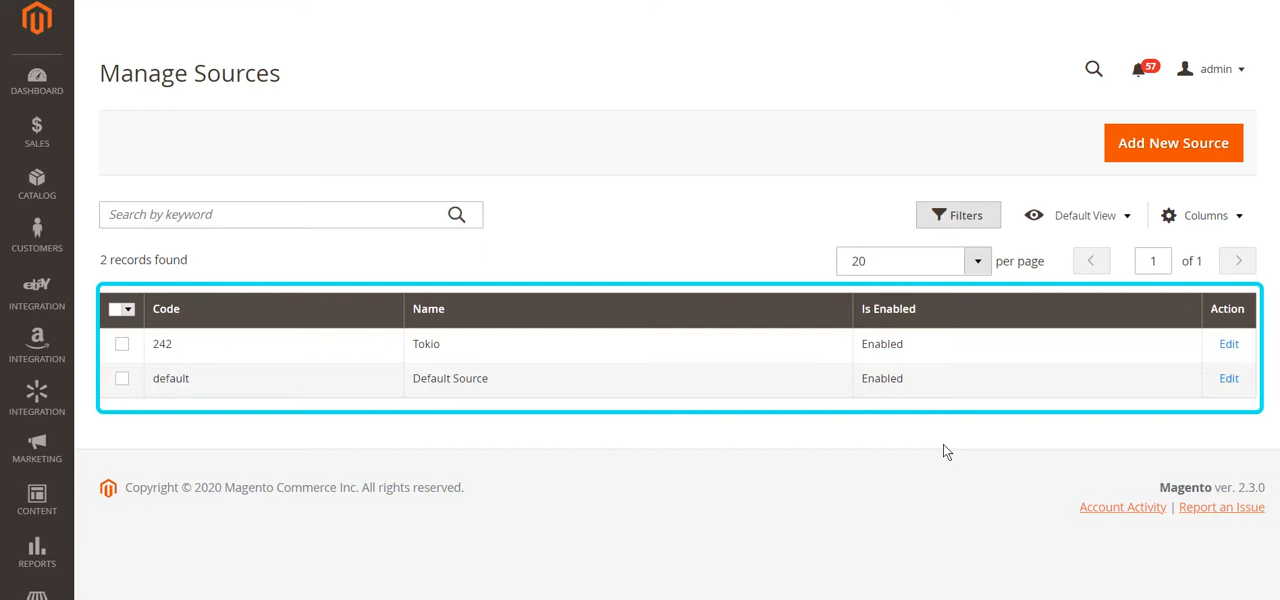 DASHBOARD
$
SALES
CATALOG
CUSTOMERS
ebay
INTEGRATION
a
INTEGRATION
INTEGRATION
MARKETING
CONTENT
REPORTS
Manage Sources
57
admin
Add New Source
Search by keyword
Filters
Default View
Columns
2 records found
20
per page
1
of 1
Code Name Is Enabled Action
242 Tokio Enabled Edit
default Default Source Enabled Edit
Copyright © 2020 Magento Commerce Inc. All rights reserved.
Magento ver. 2.3.0
Account Activity | Report an Issue